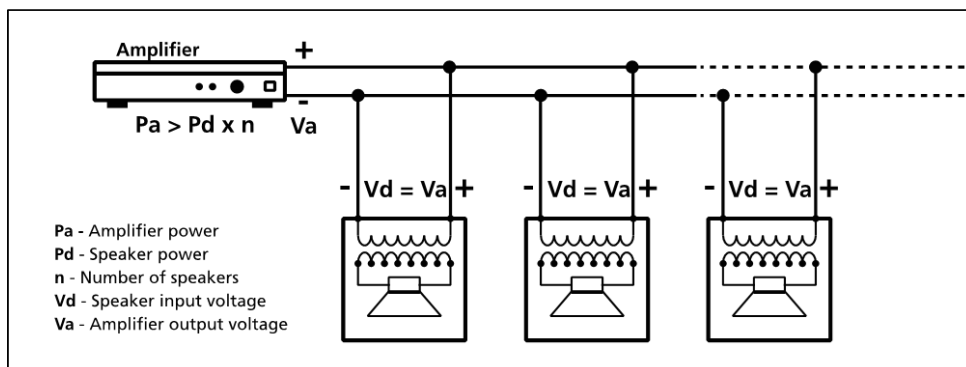 Amplifier
+
-
Pa > Pd x n
Va
- Vd = Va +
- Vd = Va +
- Vd = Va +
Pa - Amplifier power
Pd - Speaker power
n - Number of speakers
Vd - Speaker input voltage
Va - Amplifier output voltage